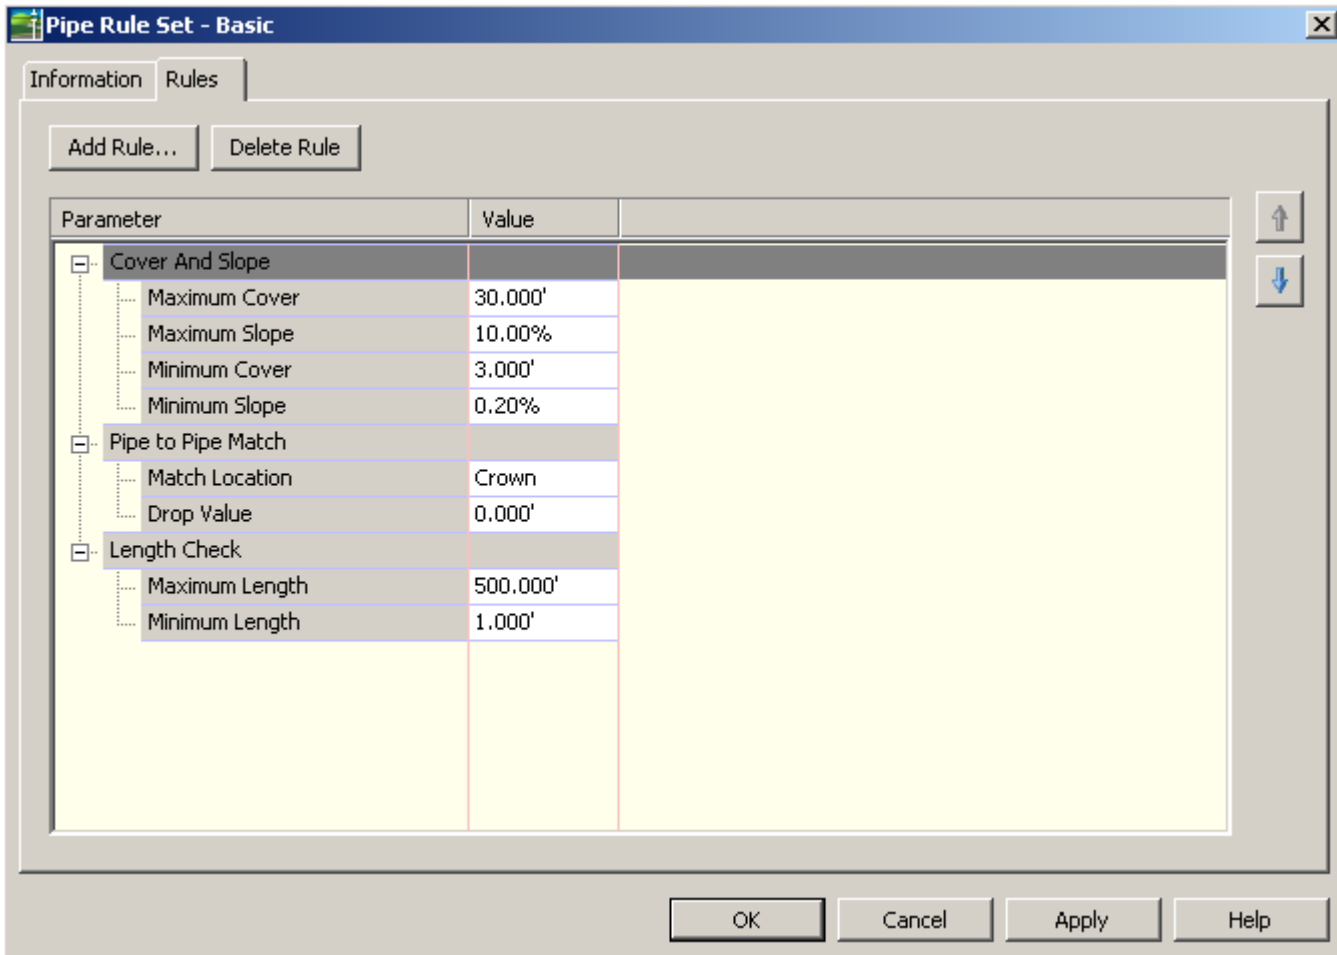 Pipe Rule Set - Basic
Information Rules
Add Rule... Delete Rule
Parameter Value
Cover And Slope
Maximum Cover 30.000'
Maximum Slope 10.00%
Minimum Cover 3.000'
Minimum Slope 0.20%
Pipe to Pipe Match
Match Location Crown
Drop Value 0.000'
Length Check
Maximum Length 500.000'
Minimum Length 1.000'
OK Cancel Apply Help